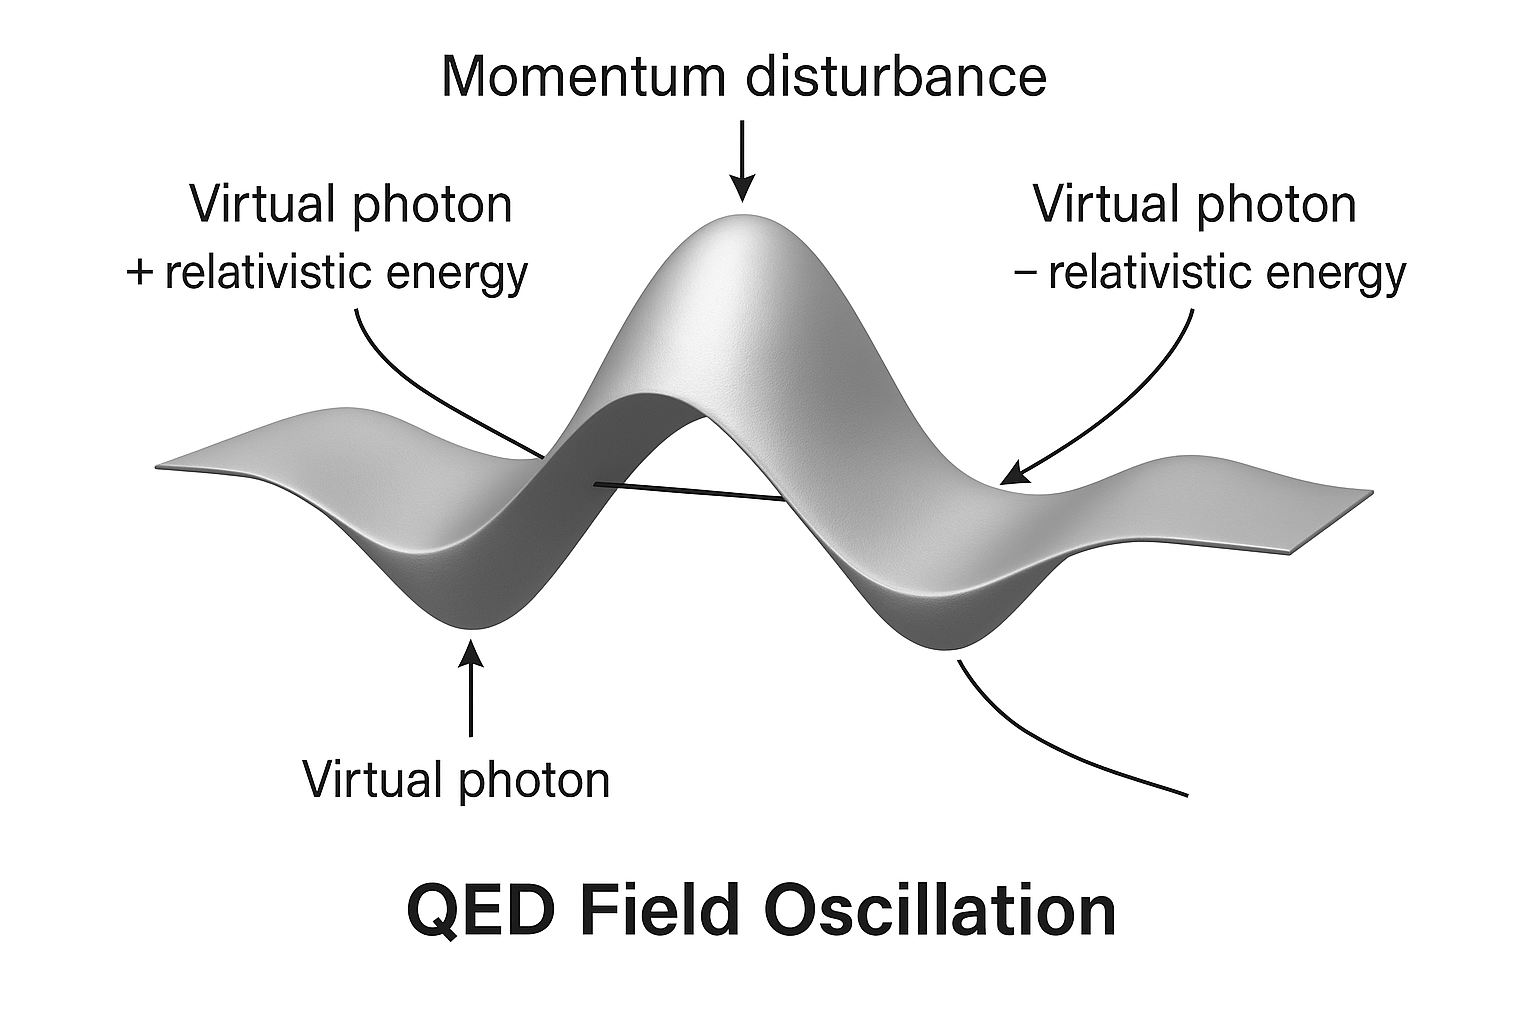 Momentum disturbance
Virtual photon
+ relativistic energy
Virtual photon
− relativistic energy
Virtual photon
QED Field Oscillation